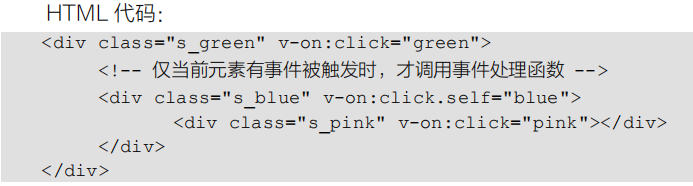 HTML 代码：
<div class="s_green" v-on:click="green">
<!-- 仅当前元素有事件被触发时，才调用事件处理函数 -->
<div class="s_blue" v-on:click.self="blue">
<div class="s_pink" v-on:click="pink"></div>
</div>
</div>